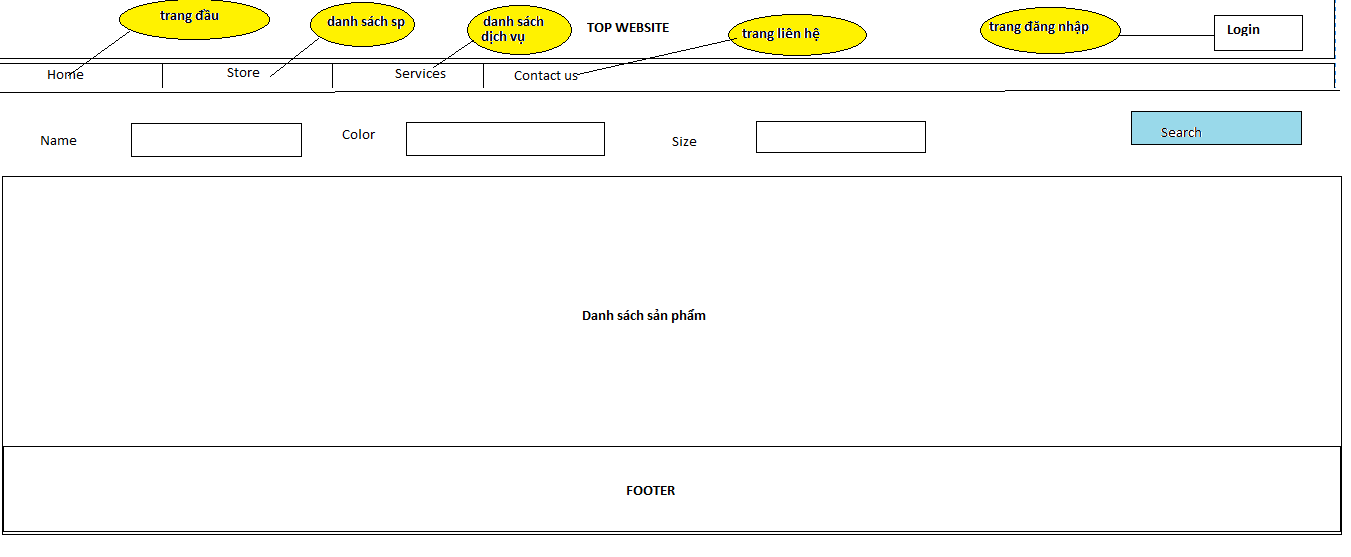 trang đầu
danh sách sp
danh sách
dịch vụ
TOP WEBSITE
trang liên hệ
trang đăng nhập
Login
Home
Store
Services
Contact us
Name
Color
Size
Search
Danh sách sản phẩm
FOOTER